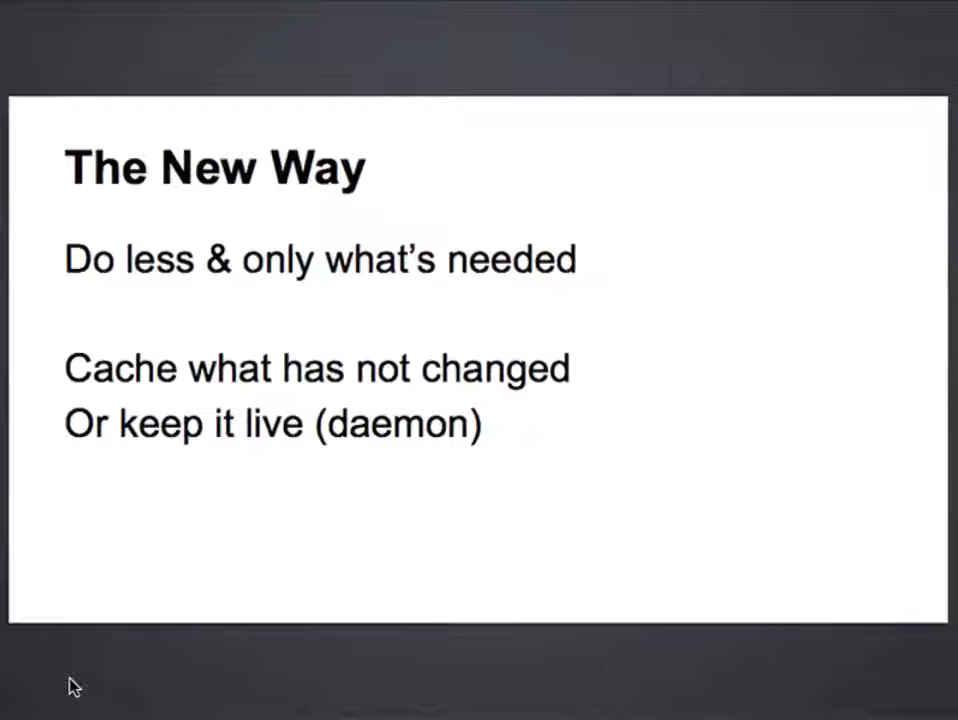 The New Way
Do less & only what’s needed
Cache what has not changed
Or keep it live (daemon)